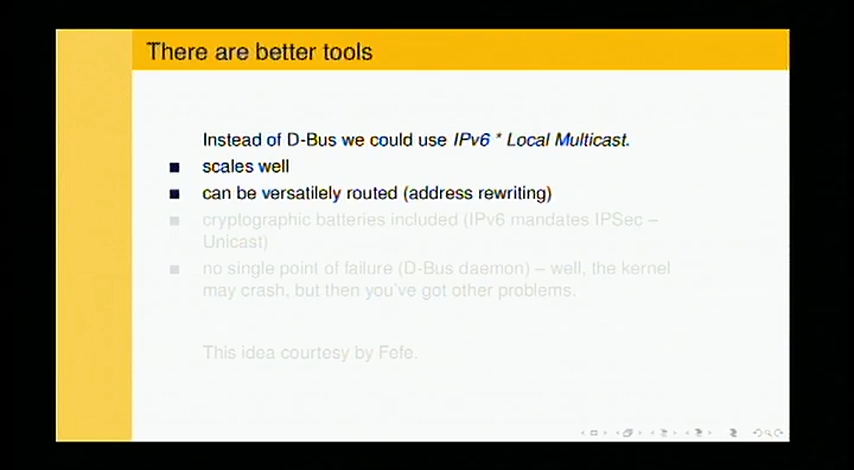 There are better tools
Instead of D-Bus we could use IPv6 * Local Multicast.
scales well
can be versatilely routed (address rewriting)
cryptographic batteries included (IPv6 mandates IPSec –
Unicast)
no single point of failure (D-Bus daemon) – well, the kernel
may crash, but then you've got other problems.
This idea courtesy by Fefe.